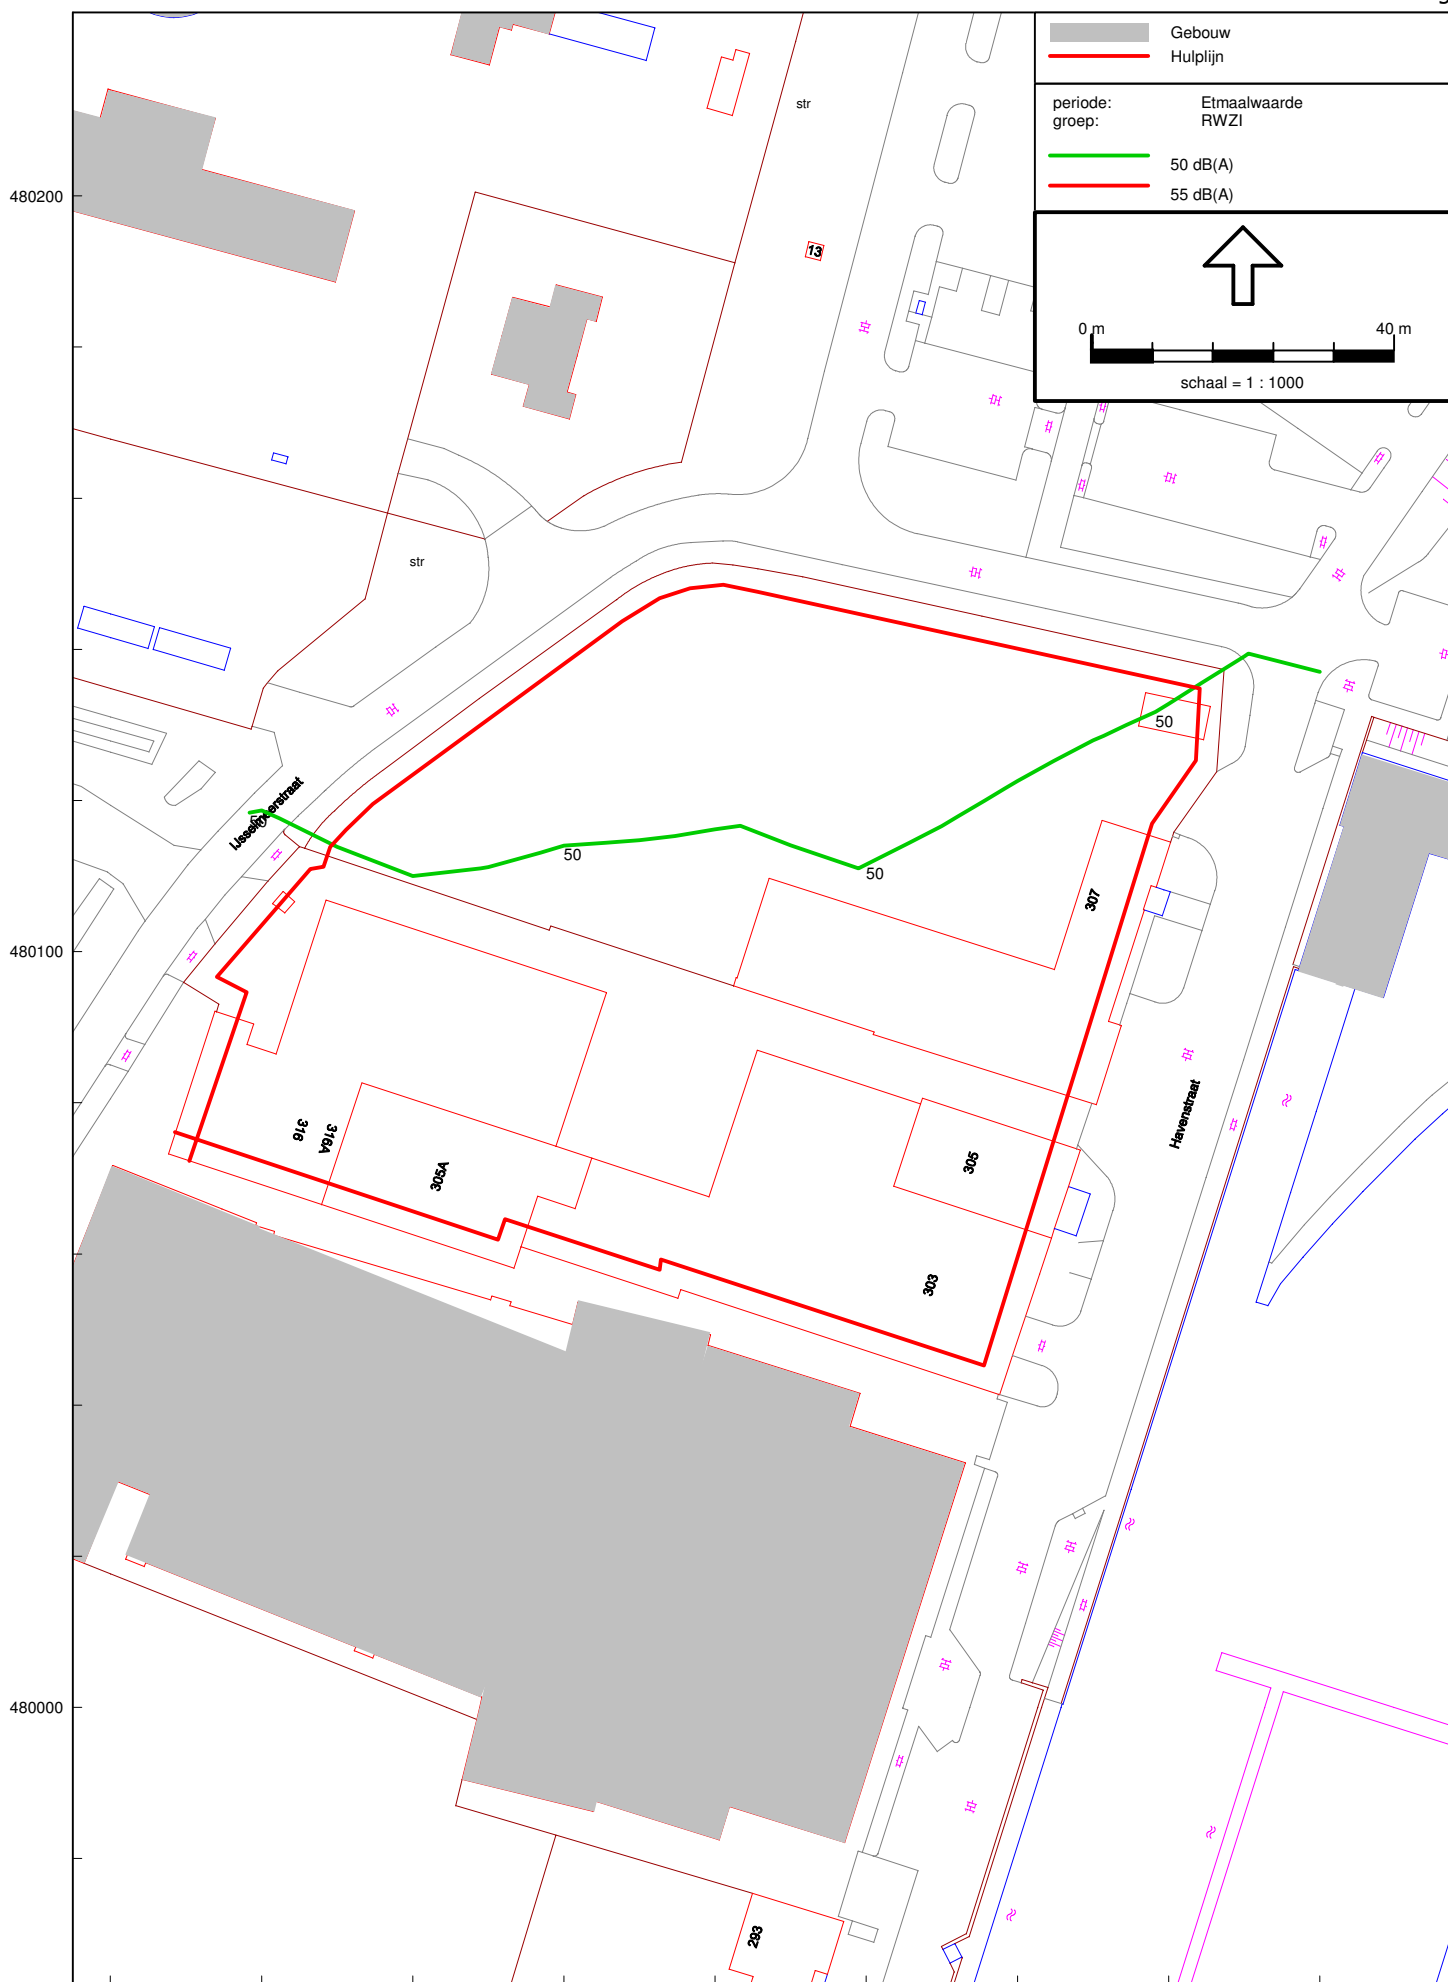 Gebouw
Hulplijn
periode: Etmaalwaarde
groep: RWZI
50 dB(A)
55 dB(A)
0 m 40 m
schaal = 1 : 1000
str
480200
13
str
50
IJsselmeerstraat
50
50
307
480100
Havenstraat
316
316A
305A
305
303
480000
293